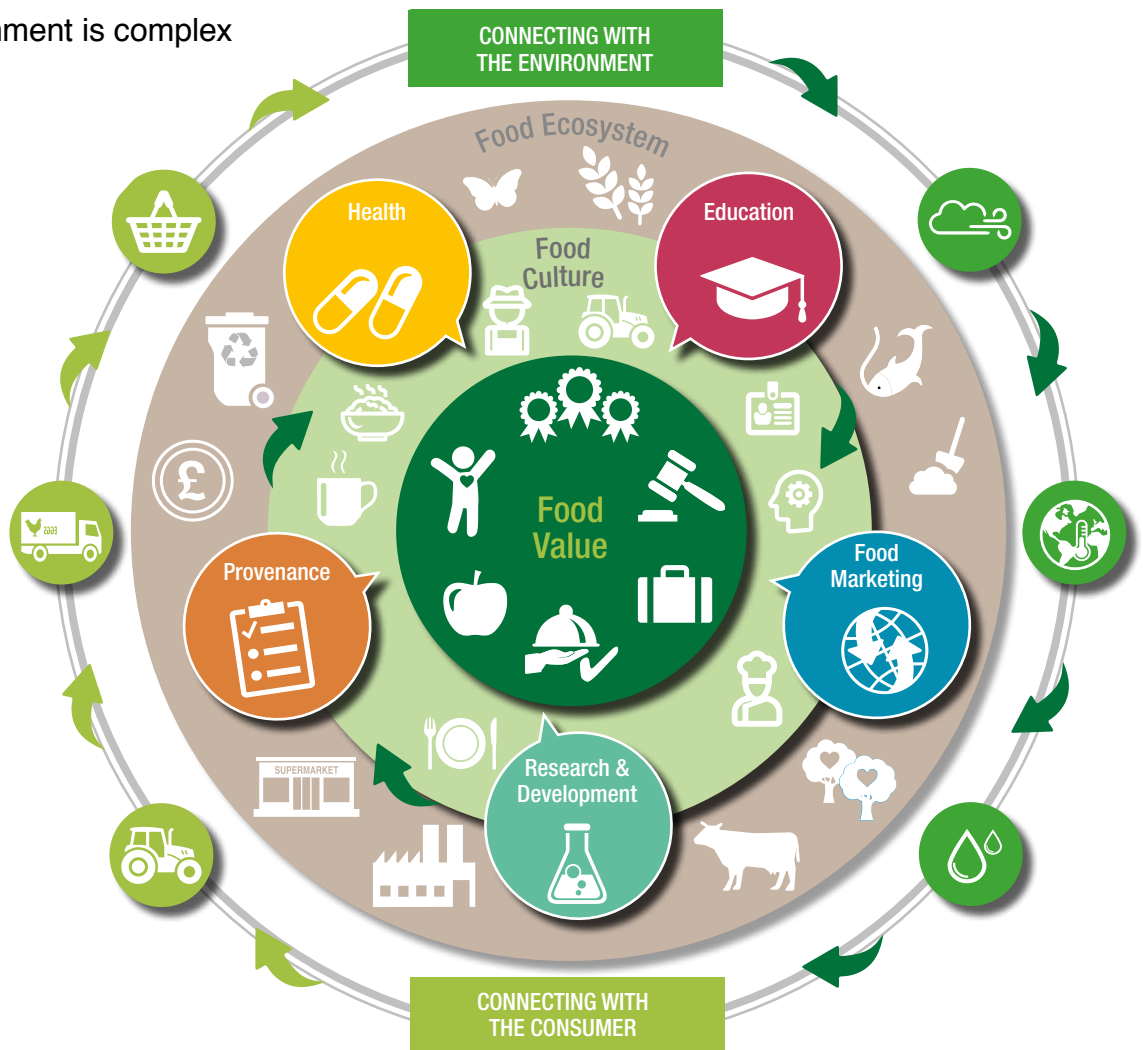 nment is complex
CONNECTING WITH
THE ENVIRONMENT
Food Ecosystem
Health
Education
Food
Culture
£
Food
Value
Provenance
Food
Marketing
SUPERMARKET
Research &
Development
CONNECTING WITH
THE CONSUMER